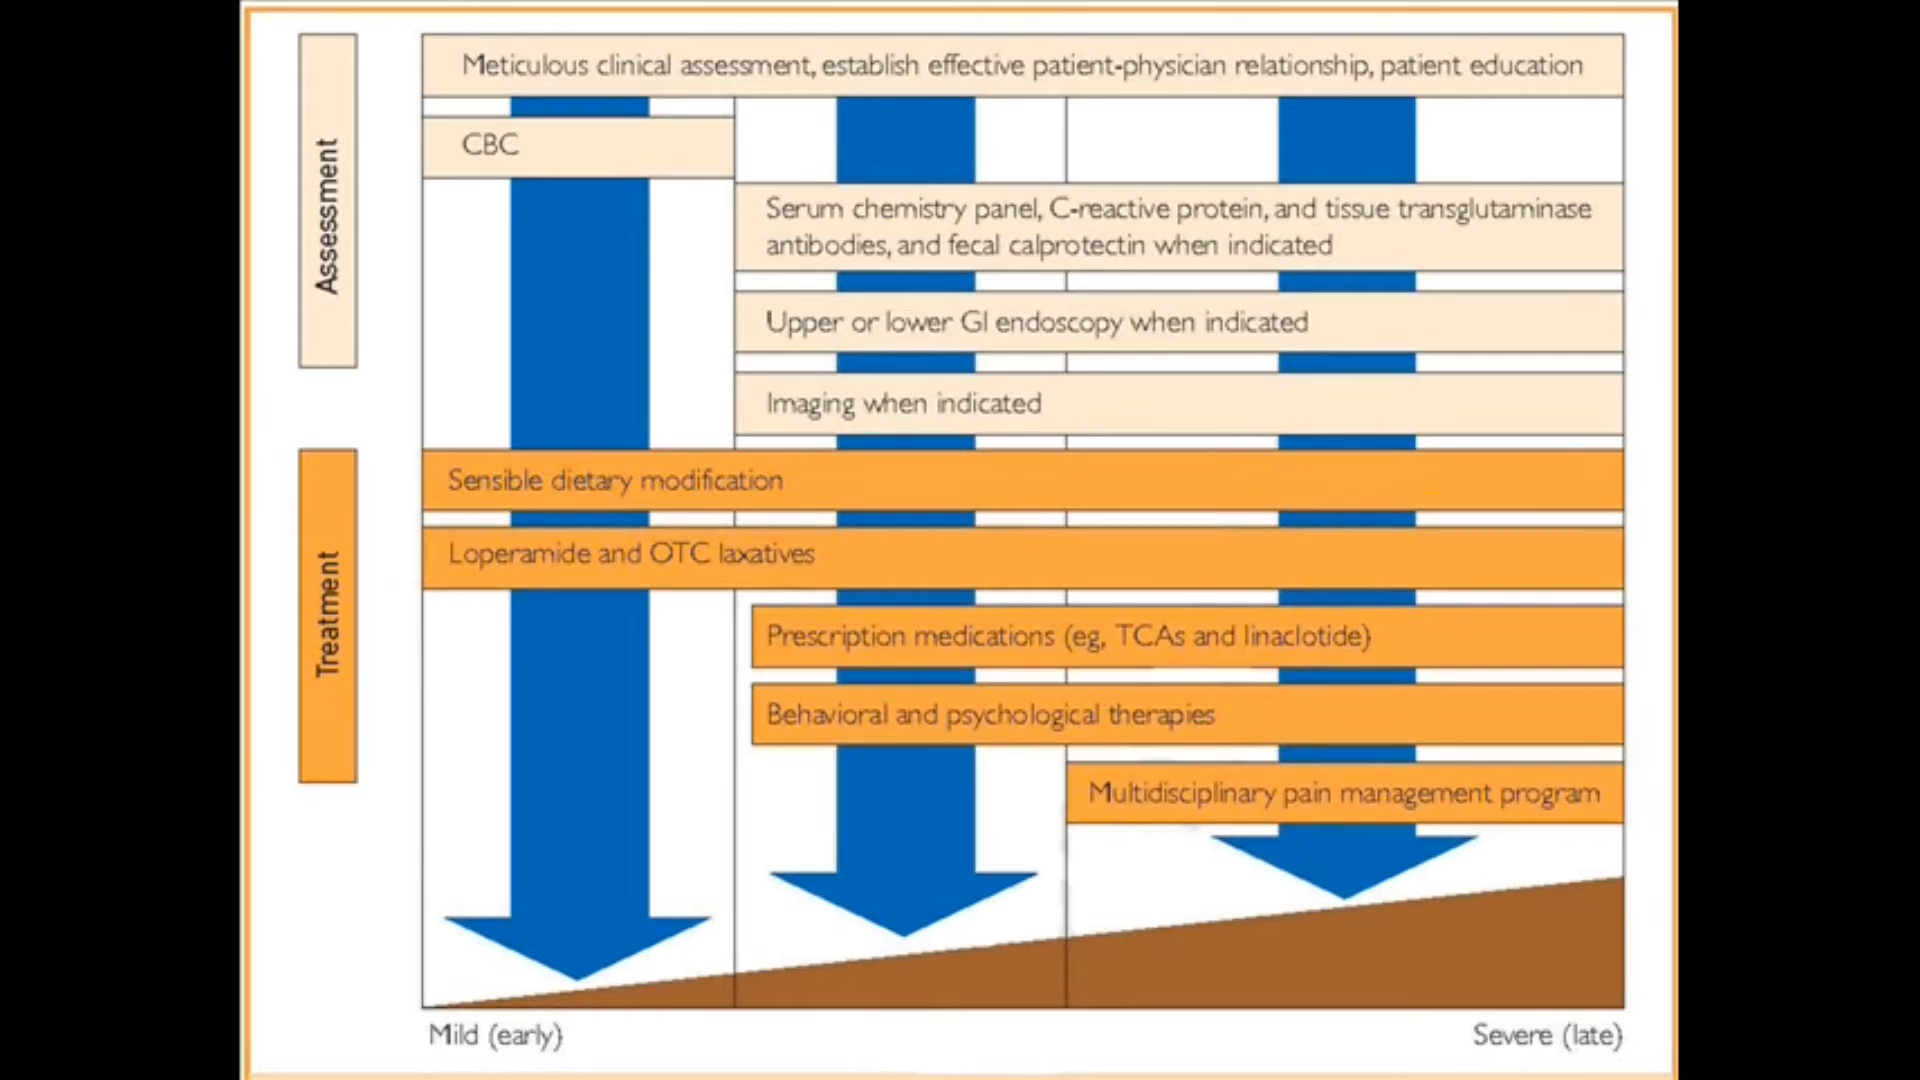 Assessment
Meticulous clinical assessment, establish effective patient-physician relationship, patient education
CBC
Serum chemistry panel, C-reactive protein, and tissue transglutaminase
antibodies, and fecal calprotectin when indicated
Upper or lower GI endoscopy when indicated
Imaging when indicated
Treatment
Sensible dietary modification
Loperamide and OTC laxatives
Prescription medications (eg, TCAs and linaclotide)
Behavioral and psychological therapies
Multidisciplinary pain management program
Mild (early)
Severe (late)